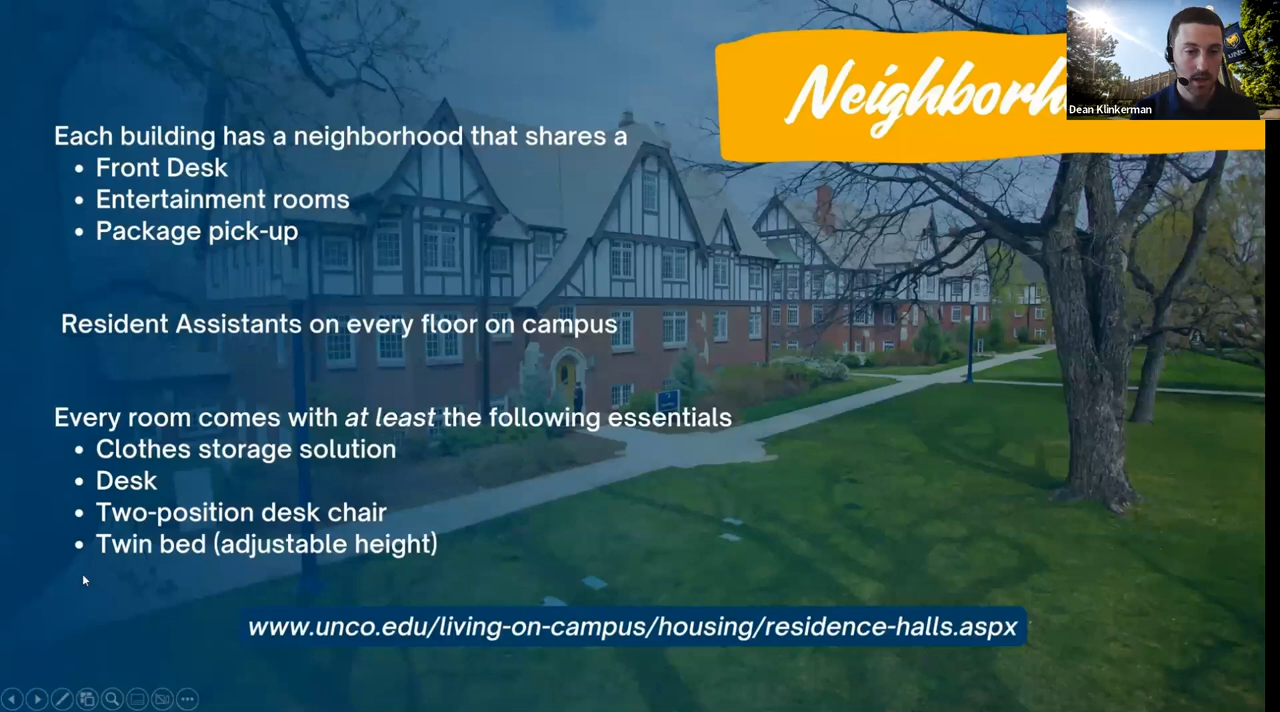 Neighborh
Dean Klinkerman
UNC
Each building has a neighborhood that shares a
• Front Desk
• Entertainment rooms
• Package pick-up
Resident Assistants on every floor on campus
Every room comes with at least the following essentials
• Clothes storage solution
• Desk
• Two-position desk chair
• Twin bed (adjustable height)
www.unco.edu/living-on-campus/housing/residence-halls.aspx